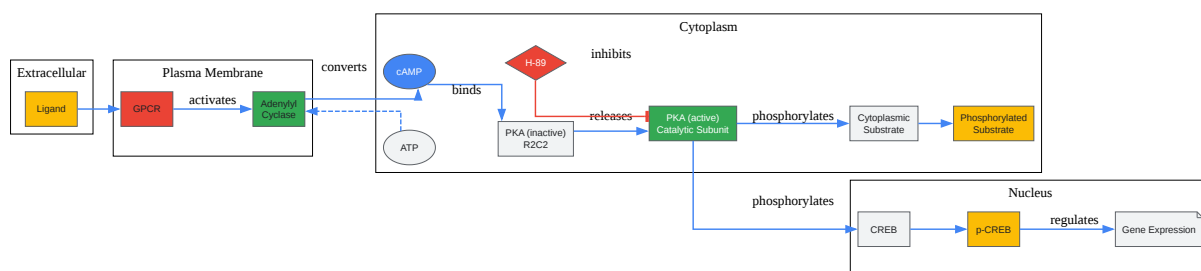 Cytoplasm
Extracellular
Plasma Membrane
converts
cAMP
H-89
inhibits
Ligand
GPCR
activates
Adenylyl
Cyclase
binds
releases
PKA (active)
Catalytic Subunit
phosphorylates
Cytoplasmic
Substrate
Phosphorylated
Substrate
ATP
PKA (inactive)
R2C2
Nucleus
phosphorylates
CREB
p-CREB
regulates
Gene Expression